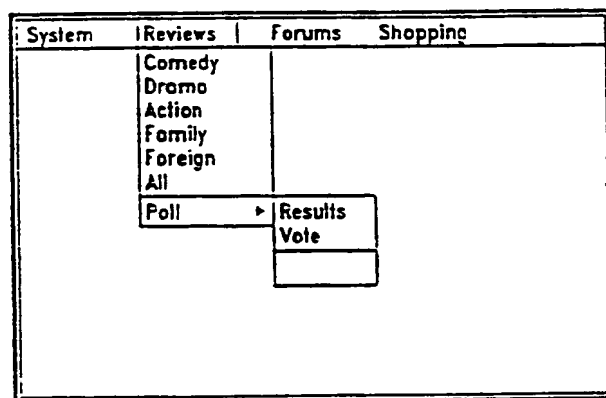 System Reviews Forums Shopping
Comedy
Drama
Action
Family
Foreign
All
Poll ▸ Results
Vote